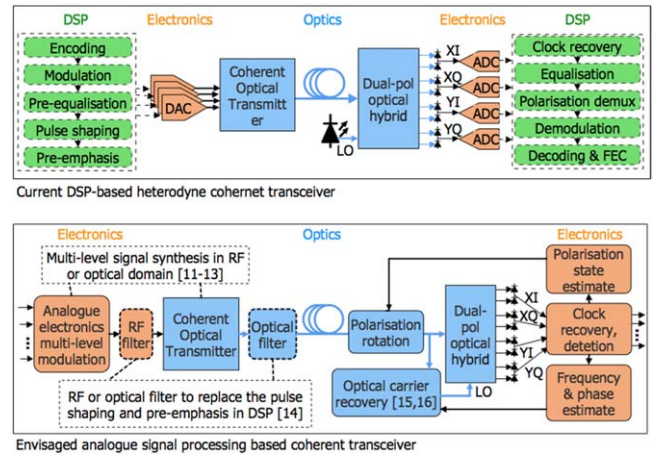 DSP Electronics Optics Electronics DSP
Encoding
Modulation
Pre-equalisation
Pulse shaping
Pre-emphasis
DAC
Coherent
Optical
Transmitt
er
Dual-pol
optical
hybrid
LO
XI
XQ
YI
YQ
ADC
ADC
ADC
ADC
Clock recovery
Equalisation
Polarisation demux
Demodulation
Decoding & FEC
Current DSP-based heterodyne cohernet transceiver
Electronics Optics Electronics
Multi-level signal synthesis in RF
or optical domain [11-13]
Analogue
electronics
multi-level
modulation
RF
filter
Coherent
Optical
Transmitter
Optical
filter
RF or optical filter to replace the pulse
shaping and pre-emphasis in DSP [14]
Polarisation
rotation
Optical carrier
recovery [15,16]
Dual-
pol
optical
hybrid
LO
XI
XQ
YI
YQ
Polarisation
state
estimate
Clock
recovery,
detetion
Frequency
& phase
estimate
Envisaged analogue signal processing based coherent transceiver